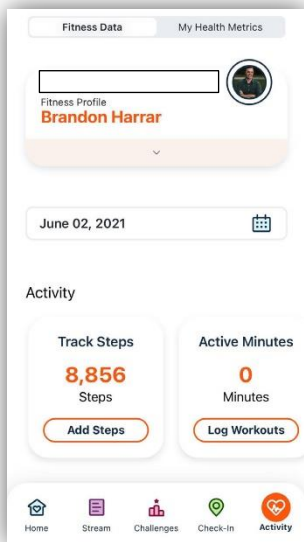 Fitness Data My Health Metrics
Fitness Profile
Brandon Harrar
June 02, 2021
Activity
Track Steps Active Minutes
8,856 0
Steps Minutes
Add Steps Log Workouts
Home Stream Challenges Check-In Activity